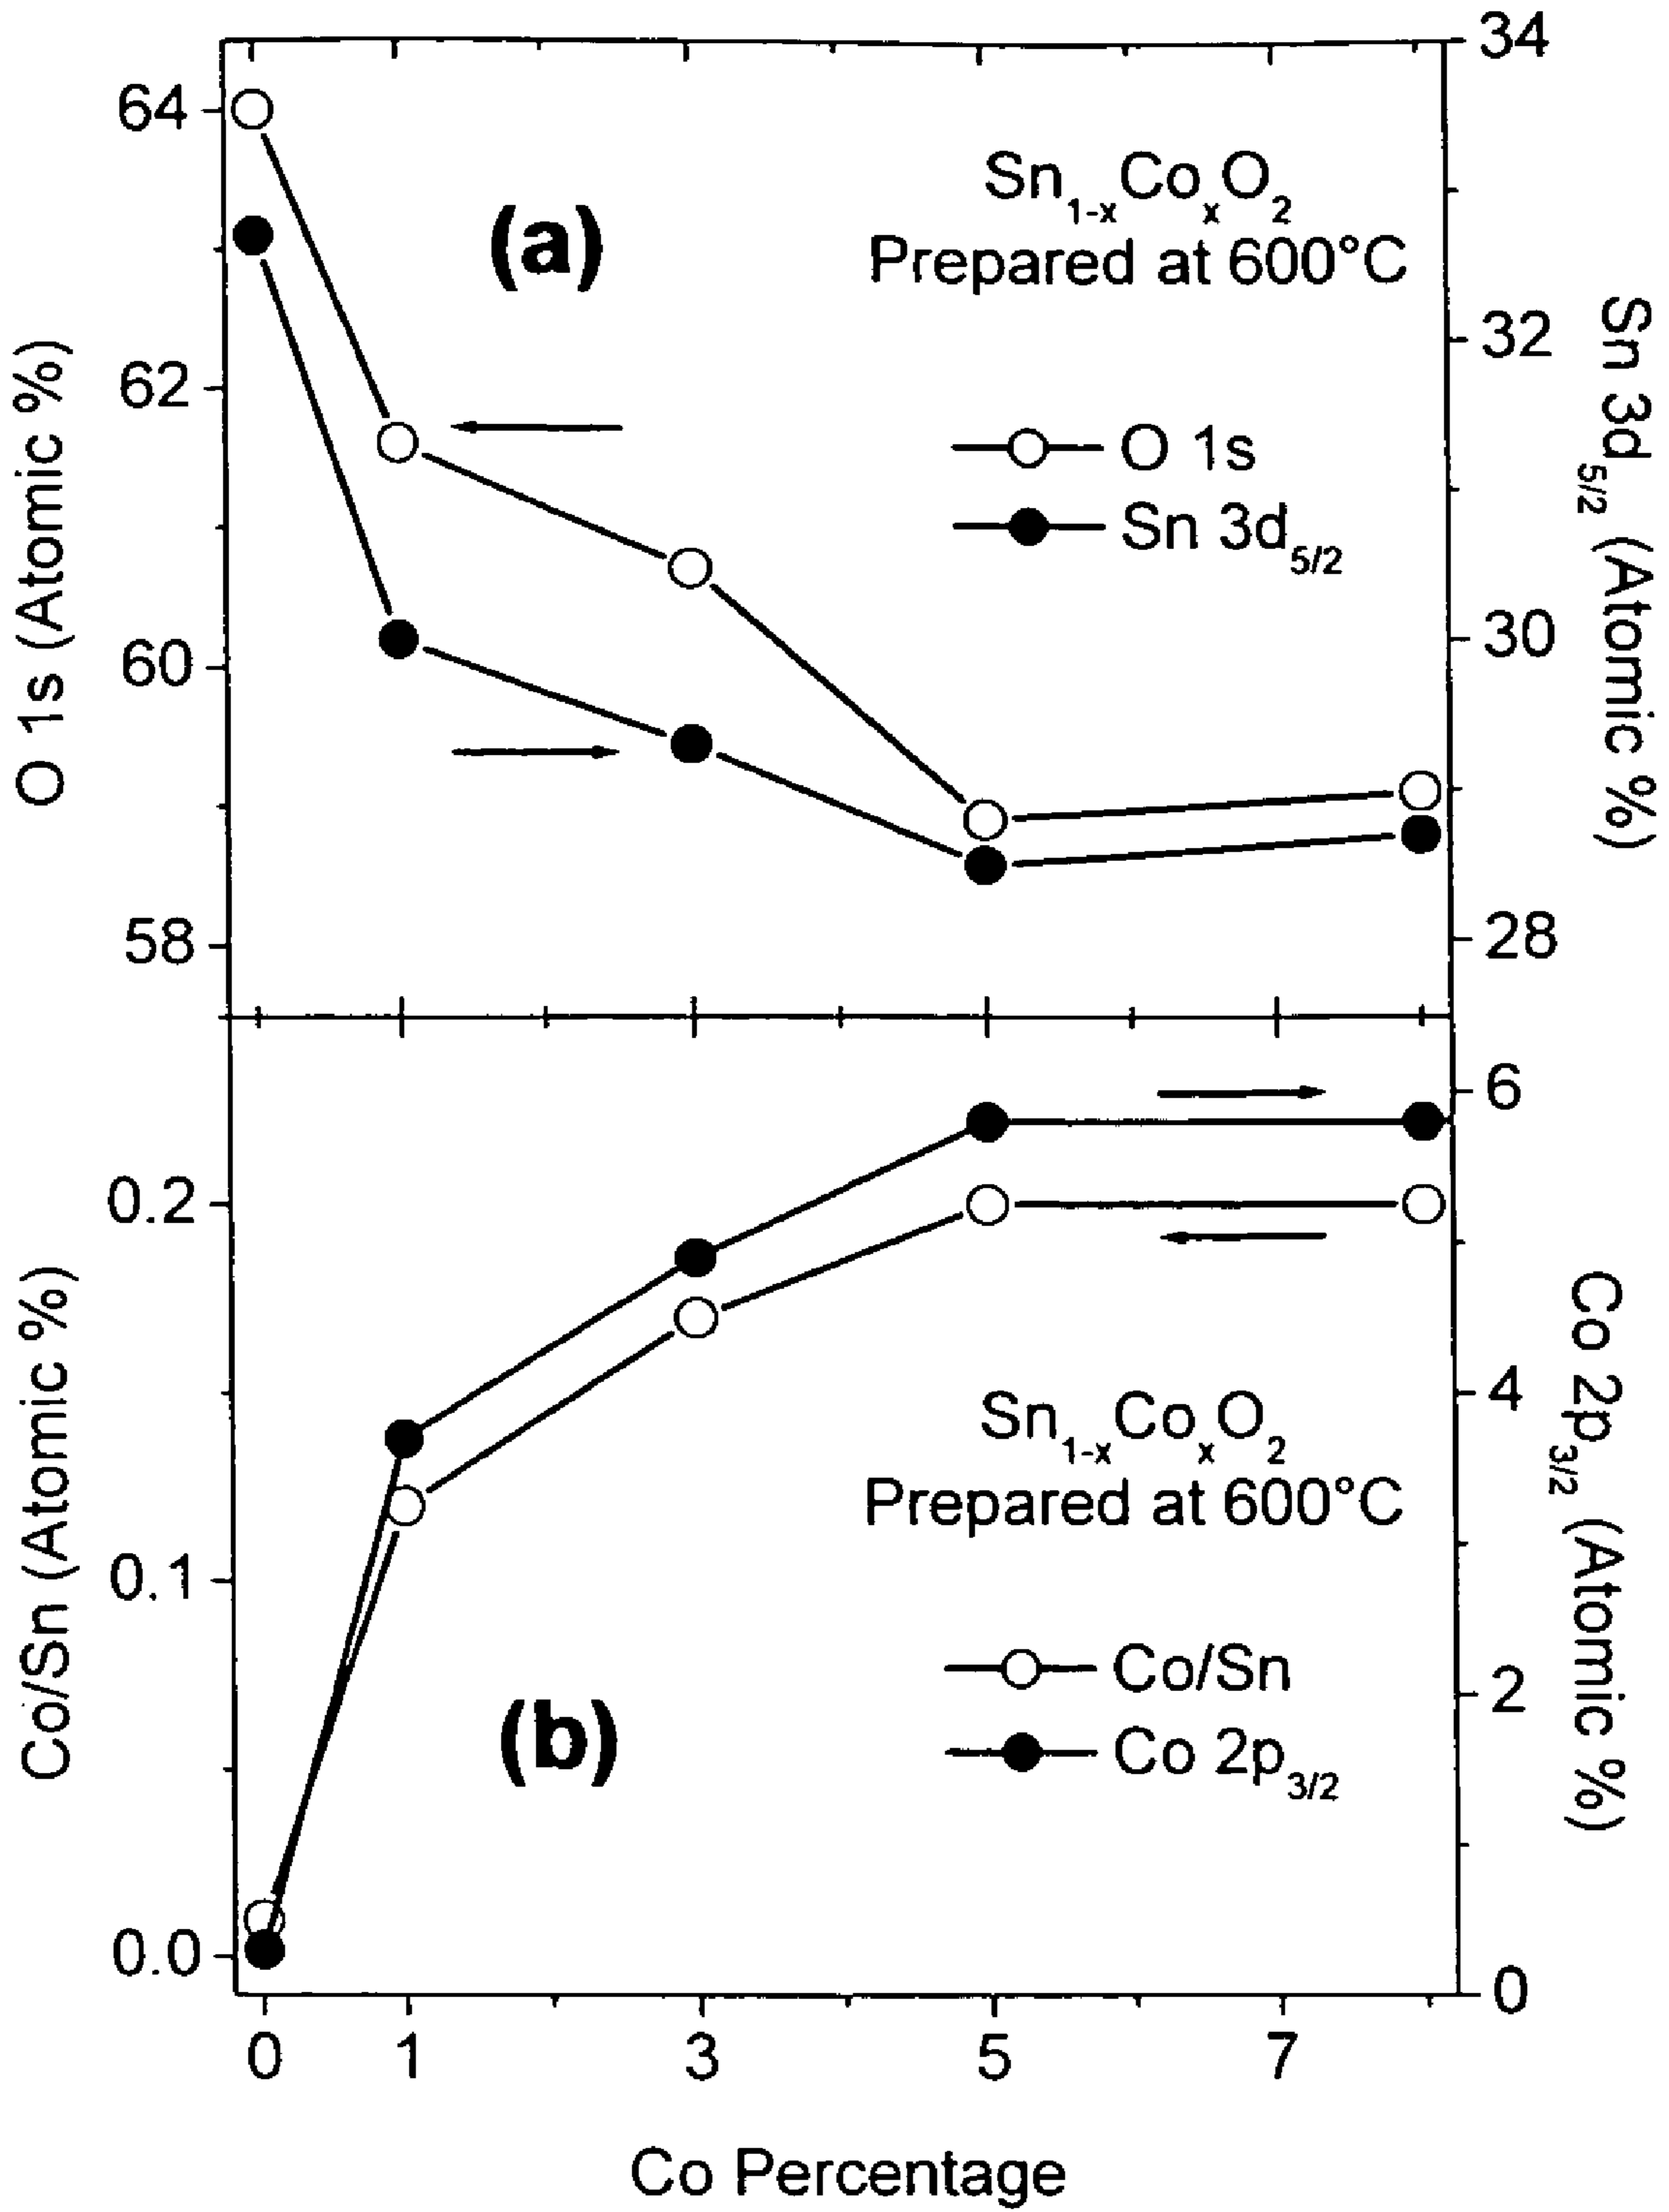 34
64
Sn1-xCoxO2
(a)
Prepared at 600°C
32
62
O 1s (Atomic %)
Sn 3d5/2 (Atomic %)
O 1s
Sn 3d5/2
30
60
58
28
6
0.2
Co/Sn (Atomic %)
Co 2p3/2 (Atomic %)
4
Sn1-xCoxO2
Prepared at 600°C
0.1
Co/Sn
2
(b)
Co 2p3/2
0.0
0
0 1 3 5 7
Co Percentage